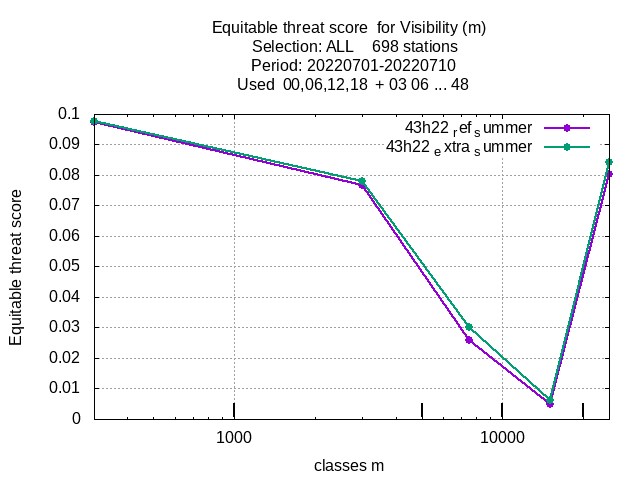 Equitable threat score  for Visibility (m)
Selection: ALL    698 stations
Period: 20220701-20220710
Used  00,06,12,18  + 03 06 ... 48
43h22 ref summer
43h22 extra summer
Equitable threat score
0.1
0.09
0.08
0.07
0.06
0.05
0.04
0.03
0.02
0.01
0
1000
10000
classes m